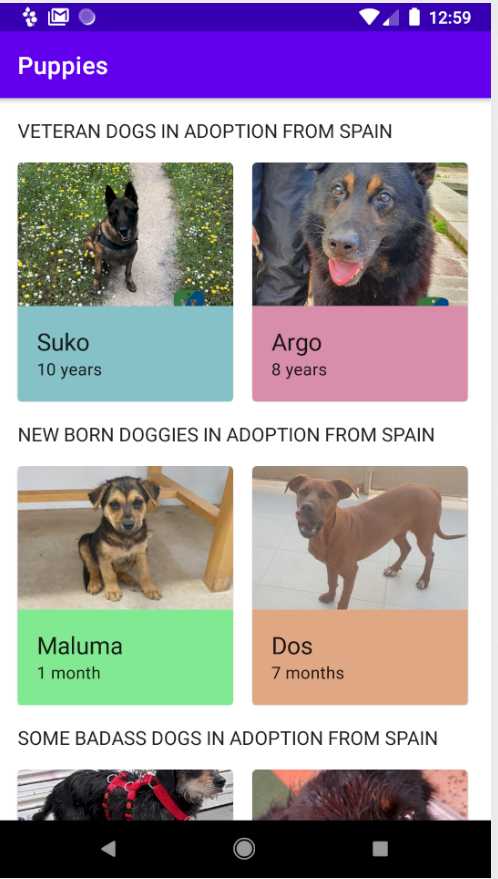 12:59
Puppies
VETERAN DOGS IN ADOPTION FROM SPAIN
Suko
10 years
Argo
8 years
NEW BORN DOGGIES IN ADOPTION FROM SPAIN
Maluma
1 month
Dos
7 months
SOME BADASS DOGS IN ADOPTION FROM SPAIN